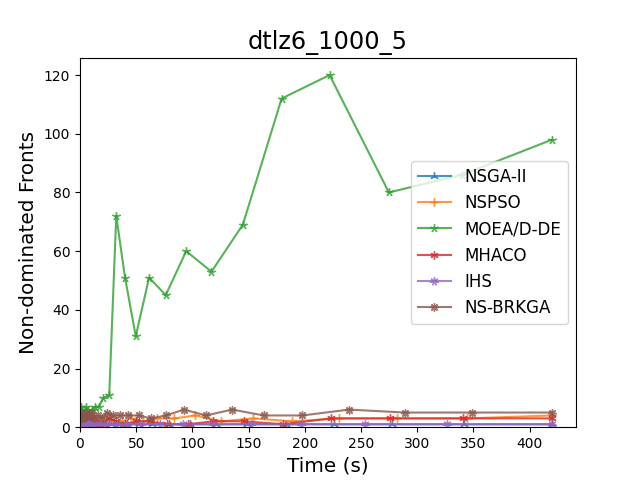 dtlz6_1000_5
Non-dominated Fronts
120
100
80
60
40
20
0
0 50 100 150 200 250 300 350 400
Time (s)
NSGA-II
NSPSO
MOEA/D-DE
MHACO
IHS
NS-BRKGA